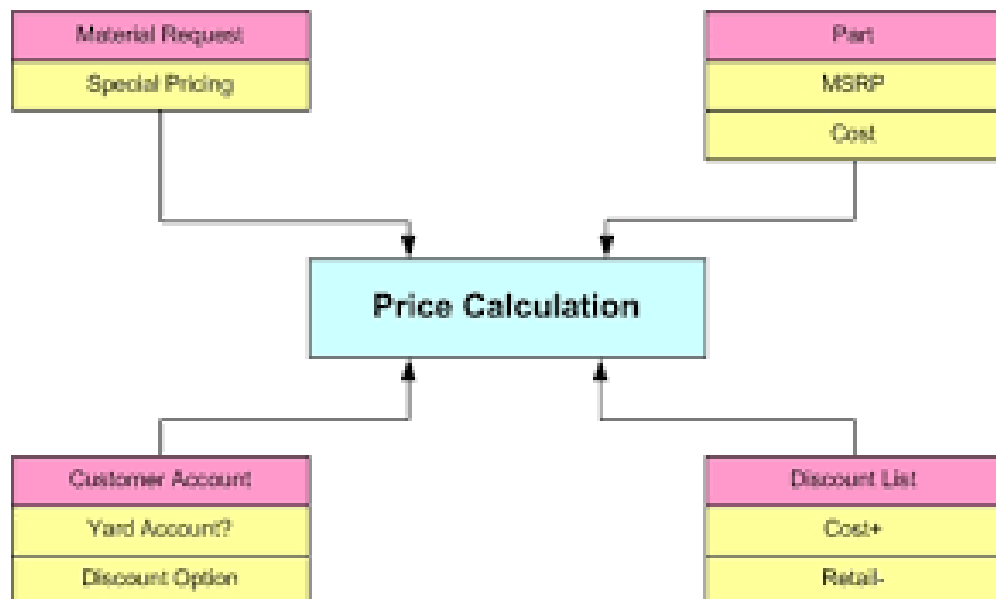 Material Request
Special Pricing
Part
MSRP
Cost
Price Calculation
Customer Account
Yard Account?
Discount Option
Discount List
Cost+
Retail-